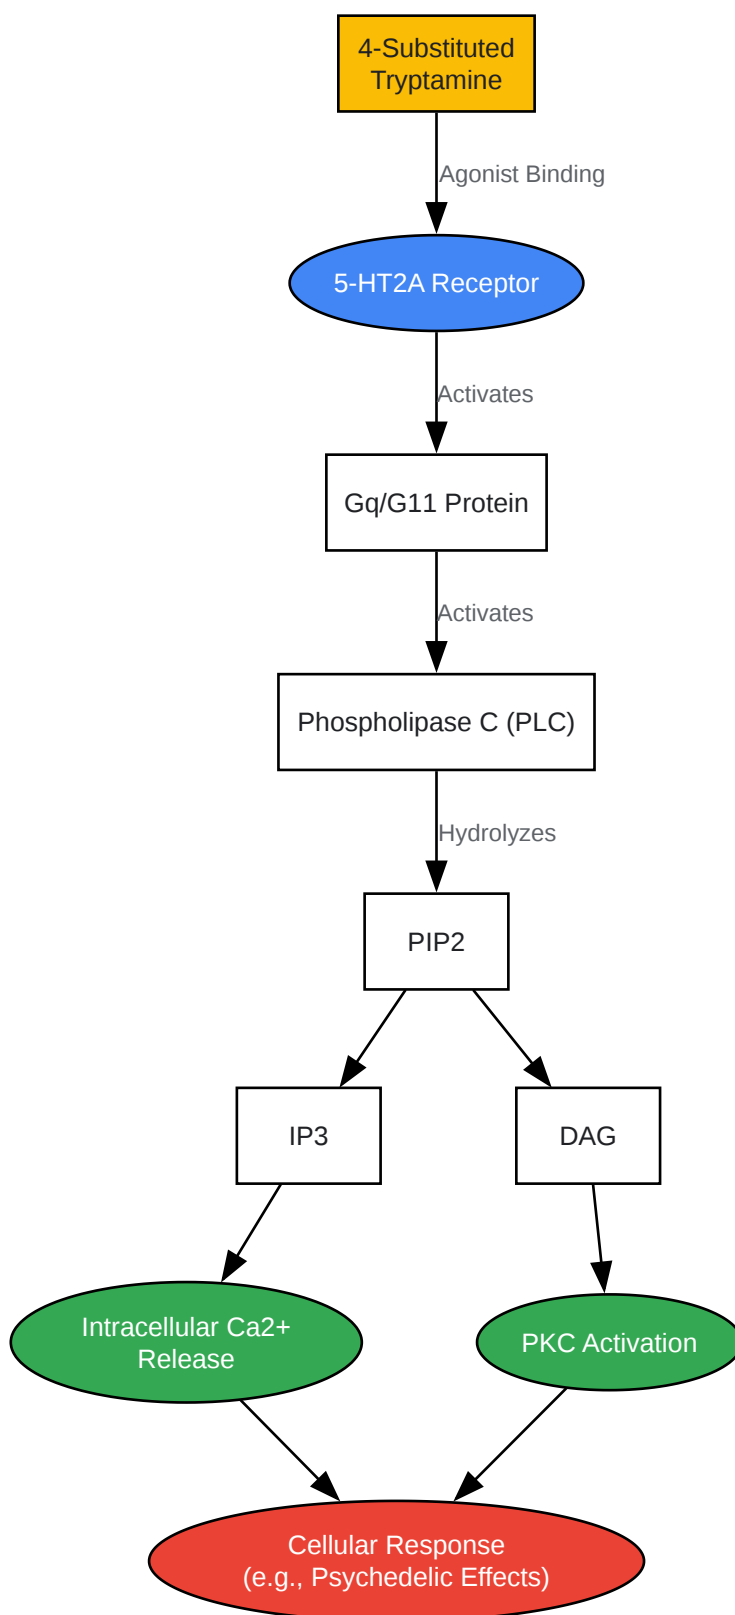 4-Substituted
Tryptamine
Agonist Binding
5-HT2A Receptor
Activates
Gq/G11 Protein
Activates
Phospholipase C (PLC)
Hydrolyzes
PIP2
IP3
DAG
Intracellular Ca2+
Release
PKC Activation
Cellular Response
(e.g., Psychedelic Effects)